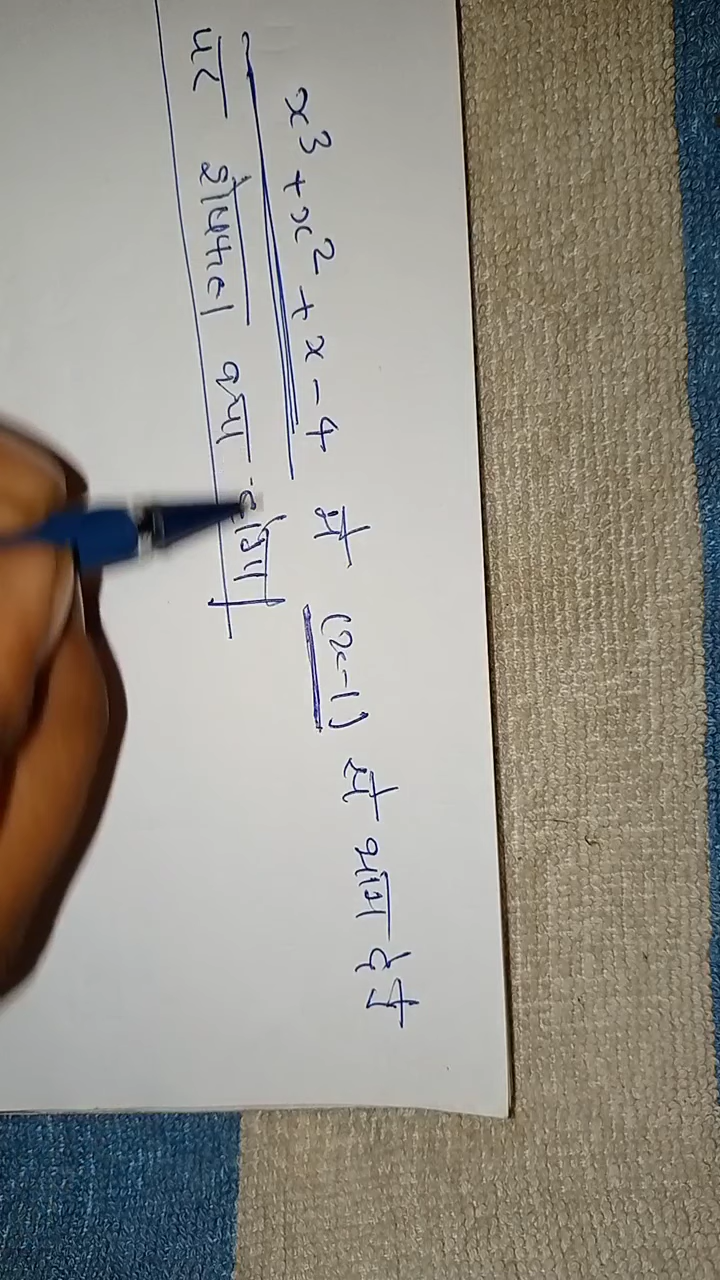 x³ + x² + x - 4 में (x-1) से भाग देने
पर शेषफल क्या होगा